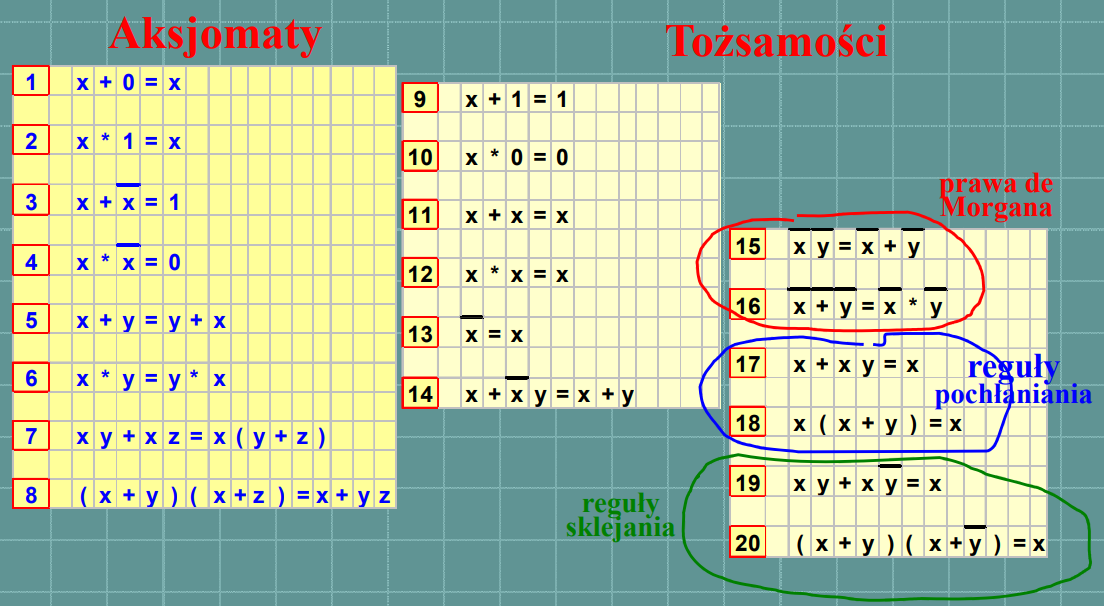 Aksjomaty
1 x + 0 = x
2 x * 1 = x
3 x + x̅ = 1
4 x * x̅ = 0
5 x + y = y + x
6 x * y = y * x
7 x y + x z = x ( y + z )
8 ( x + y ) ( x + z ) = x + y z
Tożsamości
9 x + 1 = 1
10 x * 0 = 0
11 x + x = x
12 x * x = x
13 x̅ = x
14 x + x̅ y = x + y
prawa de
Morgana
15 x̅ y̅ = x̅ + y̅
16 x̅ +̅ y̅ = x̅ * y̅
17 x + x y = x
18 x ( x + y ) = x
reguły
pochłaniania
19 x y + x y̅ = x
20 ( x + y ) ( x + y̅ ) = x
reguły
sklejania